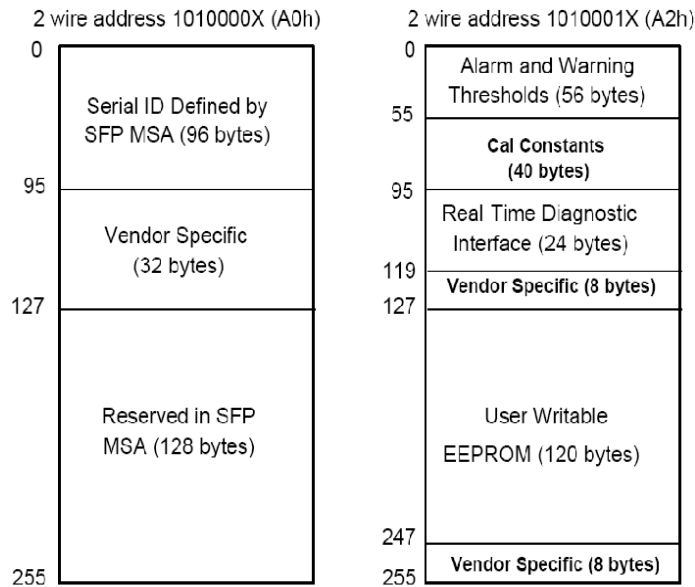 2 wire address 1010000X (A0h)
0
Serial ID Defined by
SFP MSA (96 bytes)
95
Vendor Specific
(32 bytes)
127
Reserved in SFP
MSA (128 bytes)
255
2 wire address 1010001X (A2h)
0
Alarm and Warning
Thresholds (56 bytes)
55
Cal Constants
(40 bytes)
95
Real Time Diagnostic
Interface (24 bytes)
119
Vendor Specific (8 bytes)
127
User Writable
EEPROM (120 bytes)
247
Vendor Specific (8 bytes)
255